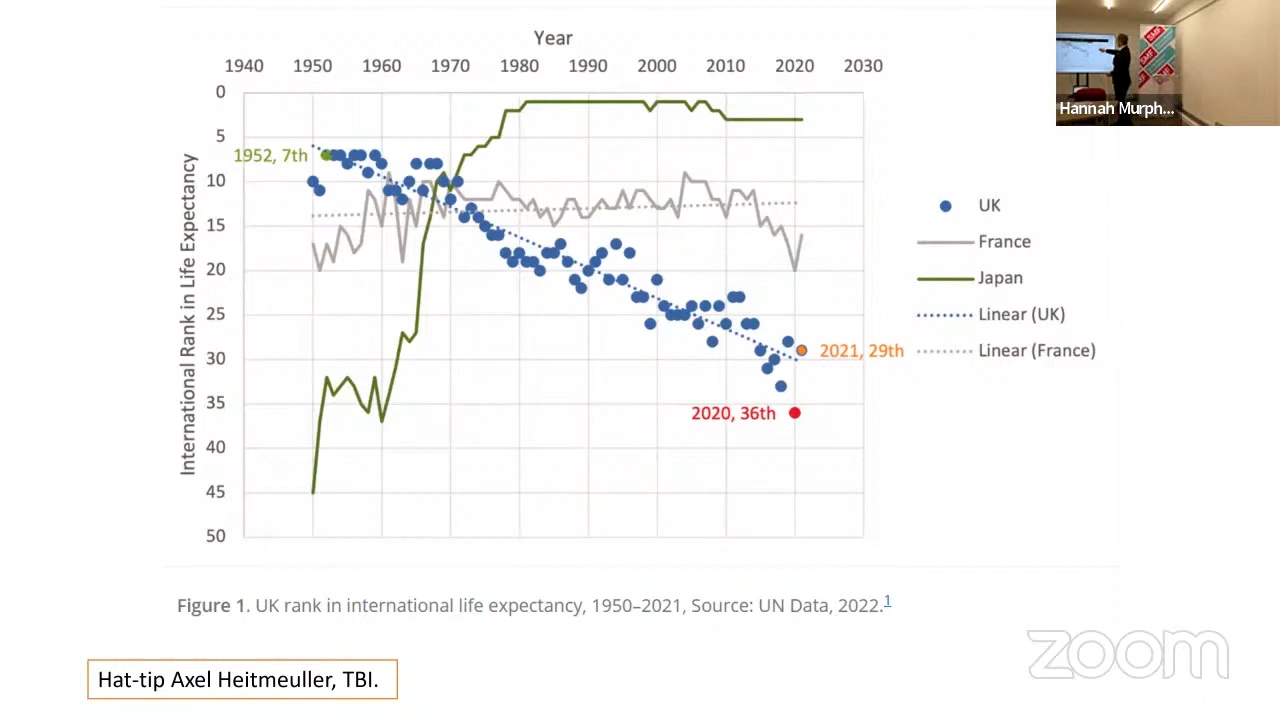 Year
1940 1950 1960 1970 1980 1990 2000 2010 2020 2030
0
5
10
15
20
25
30
35
40
45
50
International Rank in Life Expectancy
1952, 7th
2021, 29th
2020, 36th
UK
France
Japan
Linear (UK)
Linear (France)
Figure 1. UK rank in international life expectancy, 1950–2021, Source: UN Data, 2022.1
Hat-tip Axel Heitmeuller, TBI.
Hannah Murph...
SMF
zoom